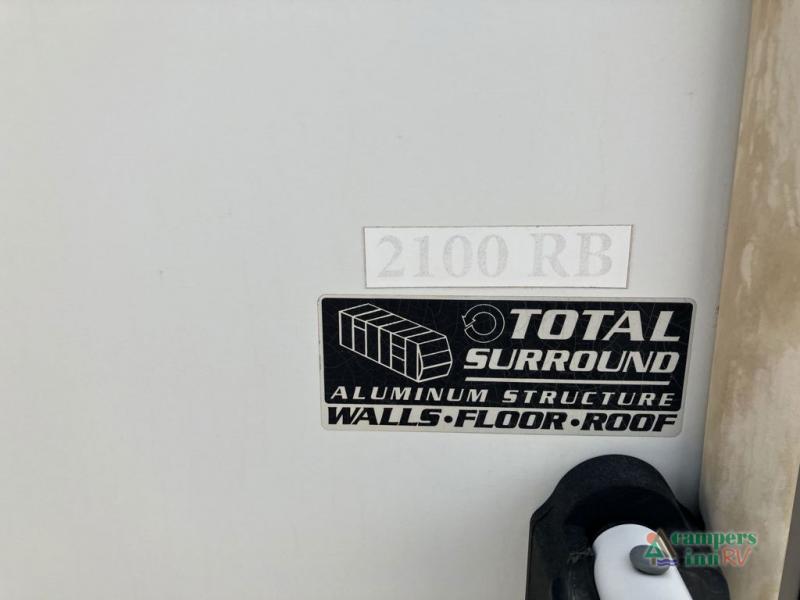 2100 RB
TOTAL
SURROUND
ALUMINUM STRUCTURE
WALLS•FLOOR•ROOF
campers
inn RV